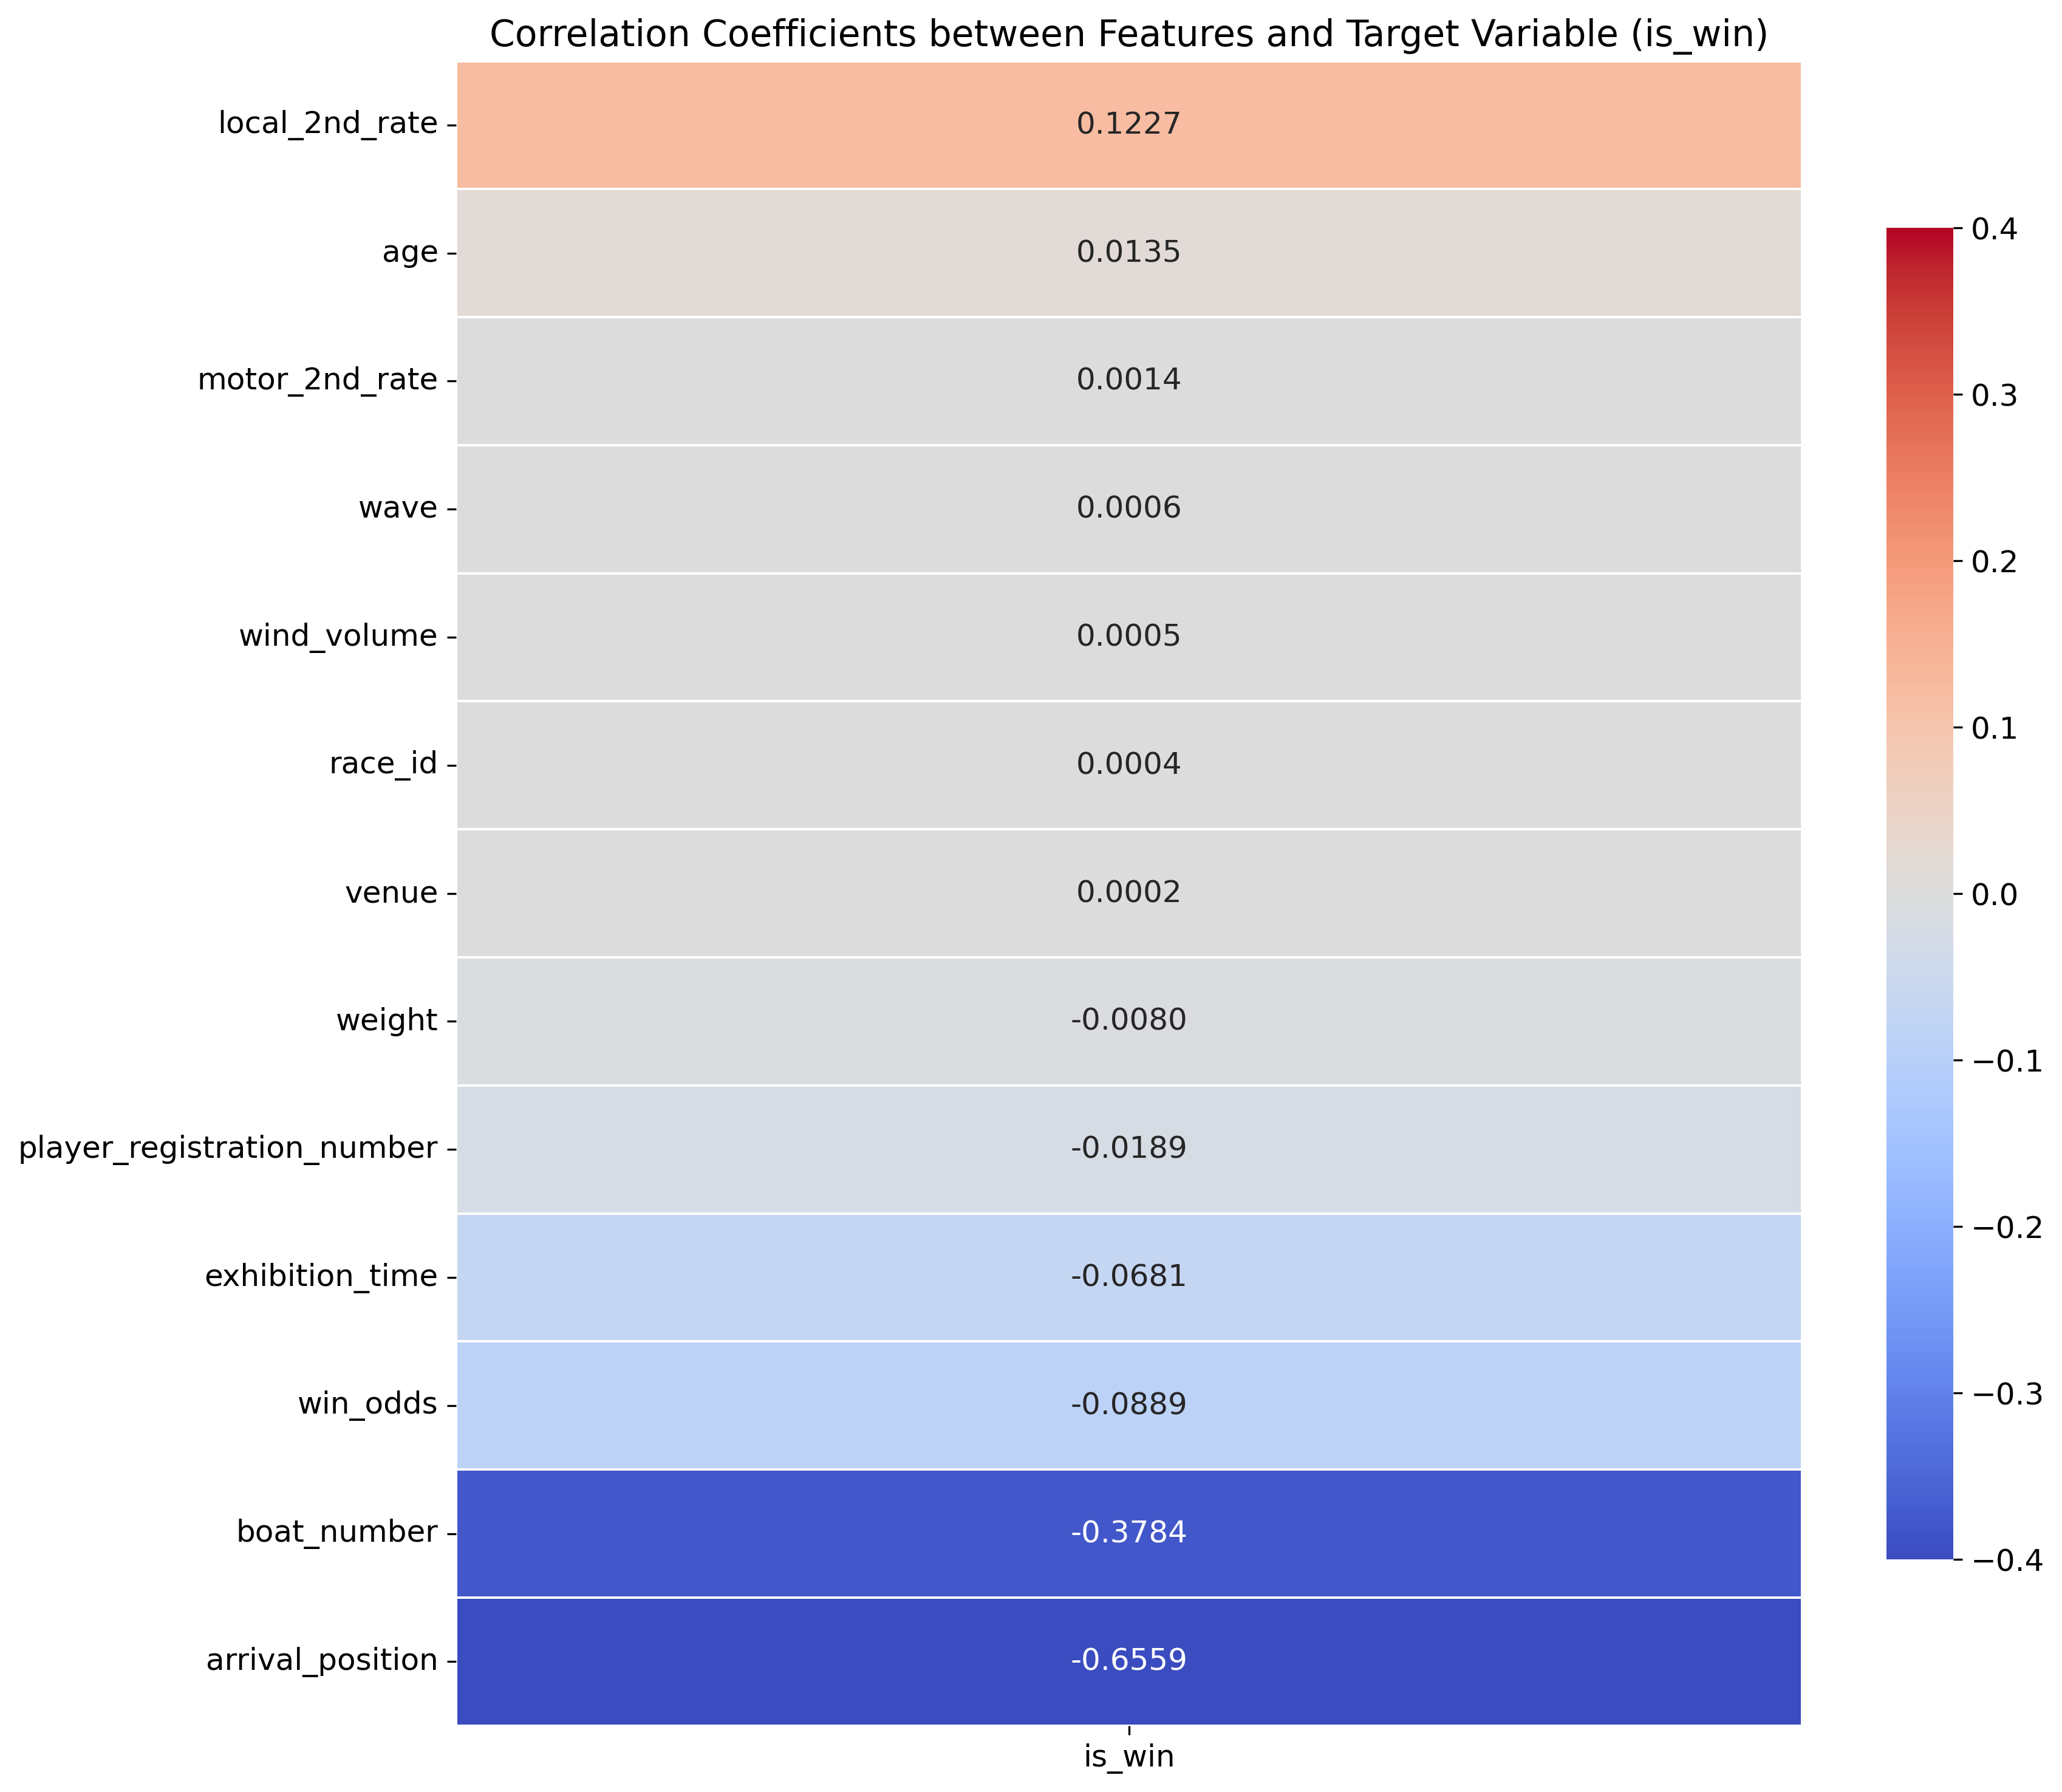 Correlation Coefficients between Features and Target Variable (is_win)
local_2nd_rate 0.1227
age 0.0135
motor_2nd_rate 0.0014
wave 0.0006
wind_volume 0.0005
race_id 0.0004
venue 0.0002
weight -0.0080
player_registration_number -0.0189
exhibition_time -0.0681
win_odds -0.0889
boat_number -0.3784
arrival_position -0.6559
is_win
0.4
0.3
0.2
0.1
0.0
−0.1
−0.2
−0.3
−0.4